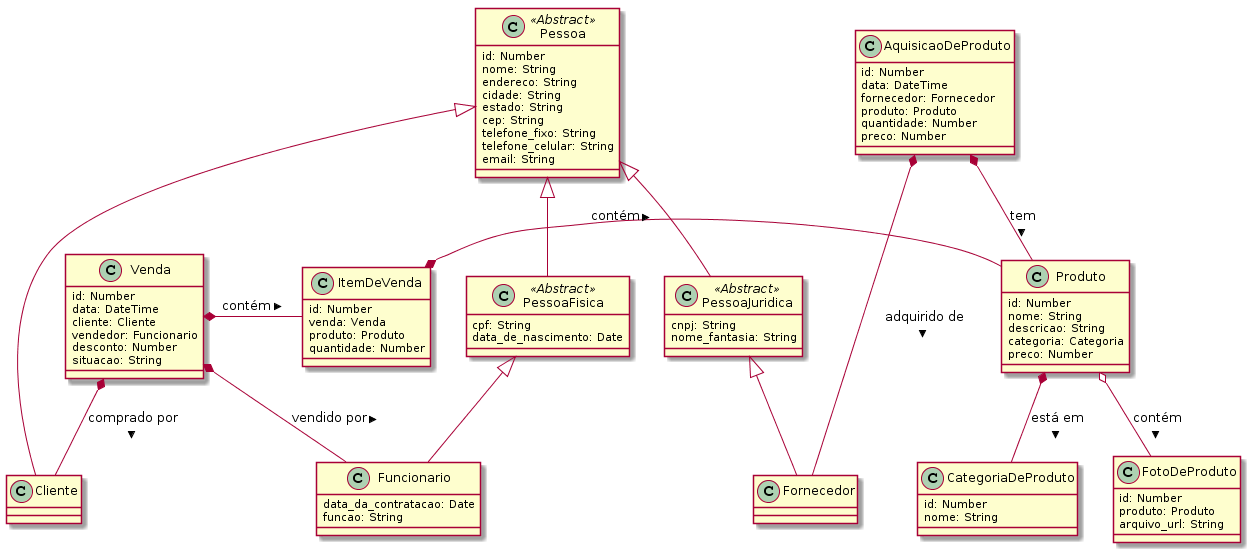 «Abstract»
C Pessoa
id: Number
nome: String
endereco: String
cidade: String
estado: String
cep: String
telefone_fixo: String
telefone_celular: String
email: String
C AquisicaoDeProduto
id: Number
data: DateTime
fornecedor: Fornecedor
produto: Produto
quantidade: Number
preco: Number
contém
tem
C Venda
id: Number
data: DateTime
cliente: Cliente
vendedor: Funcionario
desconto: Number
situacao: String
contém
C ItemDeVenda
id: Number
venda: Venda
produto: Produto
quantidade: Number
«Abstract»
C PessoaFisica
cpf: String
data_de_nascimento: Date
«Abstract»
C PessoaJuridica
cnpj: String
nome_fantasia: String
adquirido de
C Produto
id: Number
nome: String
descricao: String
categoria: Categoria
preco: Number
comprado por
vendido por
está em
contém
C Cliente
C Funcionario
data_da_contratacao: Date
funcao: String
C Fornecedor
C CategoriaDeProduto
id: Number
nome: String
C FotoDeProduto
id: Number
produto: Produto
arquivo_url: String